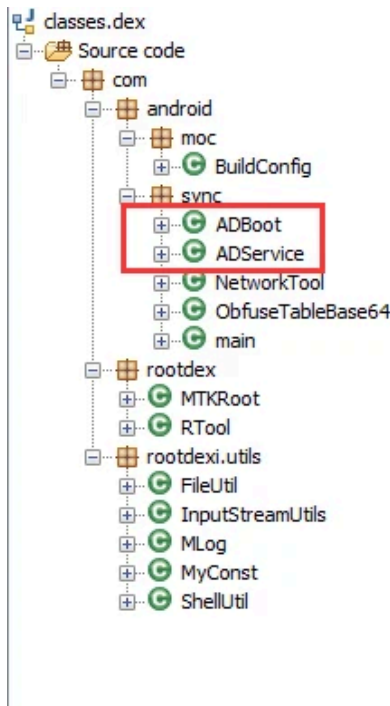 classes.dex
Source code
com
android
moc
BuildConfig
sync
ADBoot
ADService
NetworkTool
ObfuseTableBase64
main
rootdex
MTKRoot
RTool
rootdexi.utils
FileUtil
InputStreamUtils
MLog
MyConst
ShellUtil